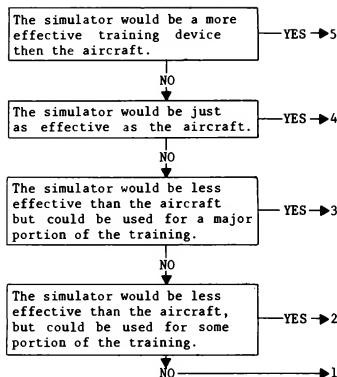 The simulator would be a more
effective training device
then the aircraft.
YES 5
NO
The simulator would be just
as effective as the aircraft.
YES 4
NO
The simulator would be less
effective than the aircraft
but could be used for a major
portion of the training.
YES 3
NO
The simulator would be less
effective than the aircraft,
but could be used for some
portion of the training.
YES 2
NO 1